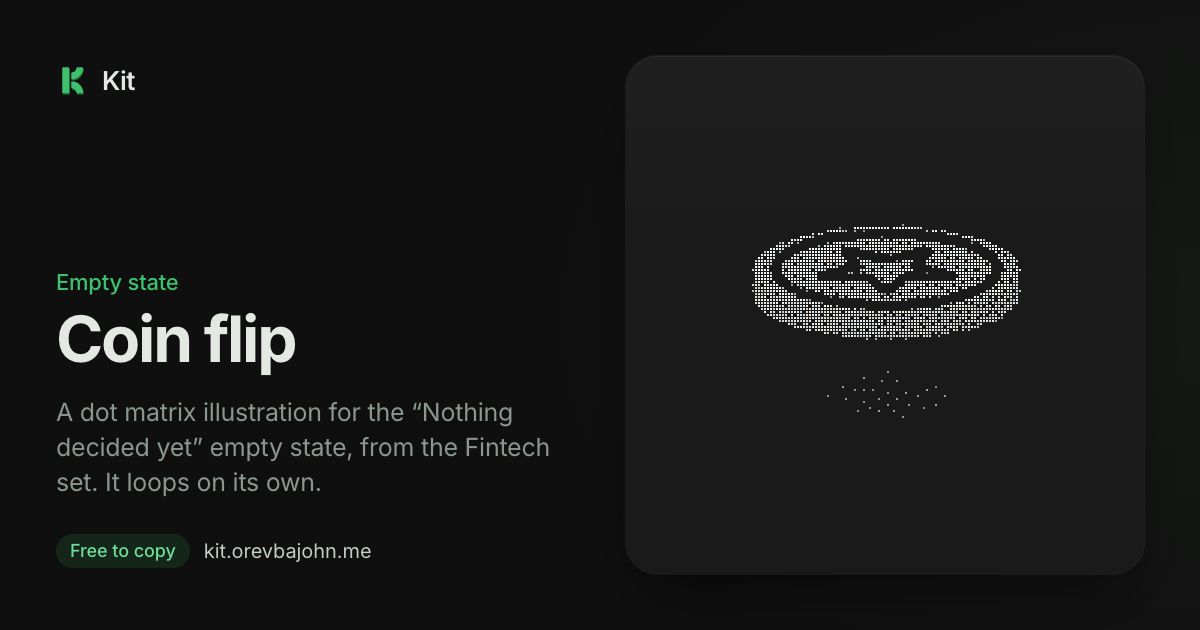 Kit
Empty state
Coin flip
A dot matrix illustration for the “Nothing
decided yet” empty state, from the Fintech
set. It loops on its own.
Free to copy
kit.orevbajohn.me